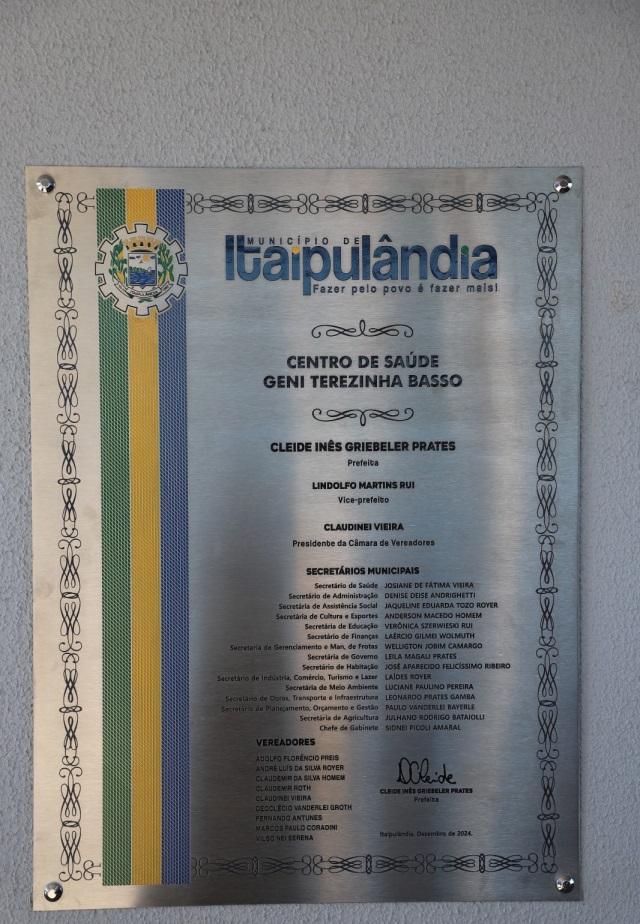 MUNICÍPIO DE
Itaipulândia
Fazer pelo povo é fazer mais!
CENTRO DE SAÚDE
GENI TEREZINHA BASSO
CLEIDE INÊS GRIEBELER PRATES
Prefeita
LINDOLFO MARTINS RUI
Vice-prefeito
CLAUDINEI VIEIRA
Presidente da Câmara de Vereadores
SECRETÁRIOS MUNICIPAIS
Secretário de Saúde JOSIANE DE FÁTIMA VIEIRA
Secretário de Administração DENISE DEISE ANDRIGHETTI
Secretária de Assistência Social JAQUELINE EDUARDA TOZO ROYER
Secretário de Cultura e Esportes ANDERSON MACEDO HOMEM
Secretária de Educação VERÔNICA SZERWIESKI RUI
Secretário de Finanças LAÉRCIO GILMEI WOLMUTH
Secretaria de Gerenciamento e Man, de Frotas WELLIGTON JOBIM CAMARGO
Secretária de Governo LEILA MAGALI PRATES
Secretário de Habitação JOSÉ APARECIDO FELICÍSSIMO RIBEIRO
Secretário de Indústria, Comércio, Turismo e Lazer LAÍDES ROYER
Secretária de Meio Ambiente LUCIANE PAULINO PEREIRA
Secretário de Obras, Transporte e Infraestrutura LEONARDO PRATES GAMBA
Secretário de Planejamento, Orçamento e Gestão PAULO VANDERLEI BAYERLE
Secretária de Agricultura JULHANO RODRIGO BATAIOLLI
Chefe de Gabinete SIDNEI PICOLI AMARAL
VEREADORES
ADOLFO FLORÊNCIO PREIS
ANDRÉ LUÍS DA SILVA ROYER
CLAUDEMIR DA SILVA HOMEM
CLAUDEMIR ROTH
CLAUDINEI VIEIRA
DEOCLÉCIO VANDERLEI GROTH
FERNANDO ANTUNES
MARCOS PAULO CORADINI
VILSO NEI SERENA
DCleide
CLEIDE INÊS GRIEBELER PRATES
Prefeita
Itaipulândia, Dezembro de 2024.